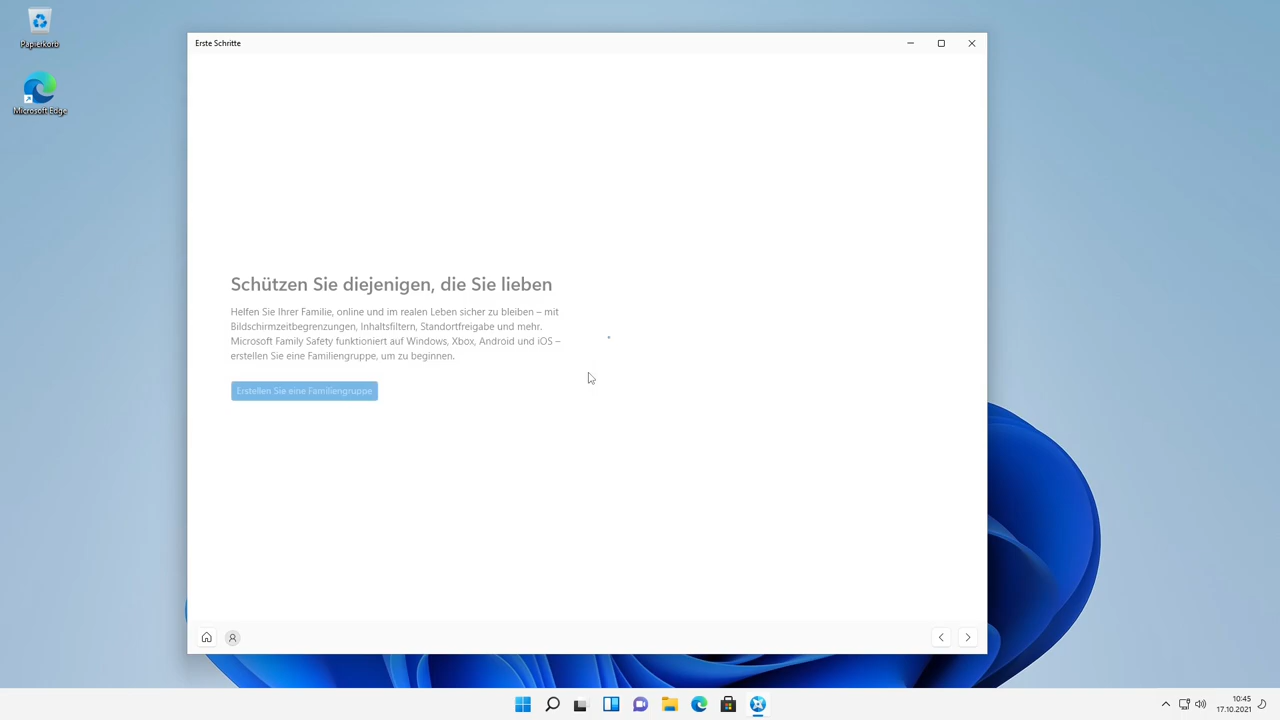 Papierkorb
Microsoft Edge
Erste Schritte
Schützen Sie diejenigen, die Sie lieben
Helfen Sie Ihrer Familie, online und im realen Leben sicher zu bleiben – mit
Bildschirmzeitbegrenzungen, Inhaltsfiltern, Standortfreigabe und mehr.
Microsoft Family Safety funktioniert auf Windows, Xbox, Android und iOS –
erstellen Sie eine Familiengruppe, um zu beginnen.
Erstellen Sie eine Familiengruppe
10:45
17.10.2021